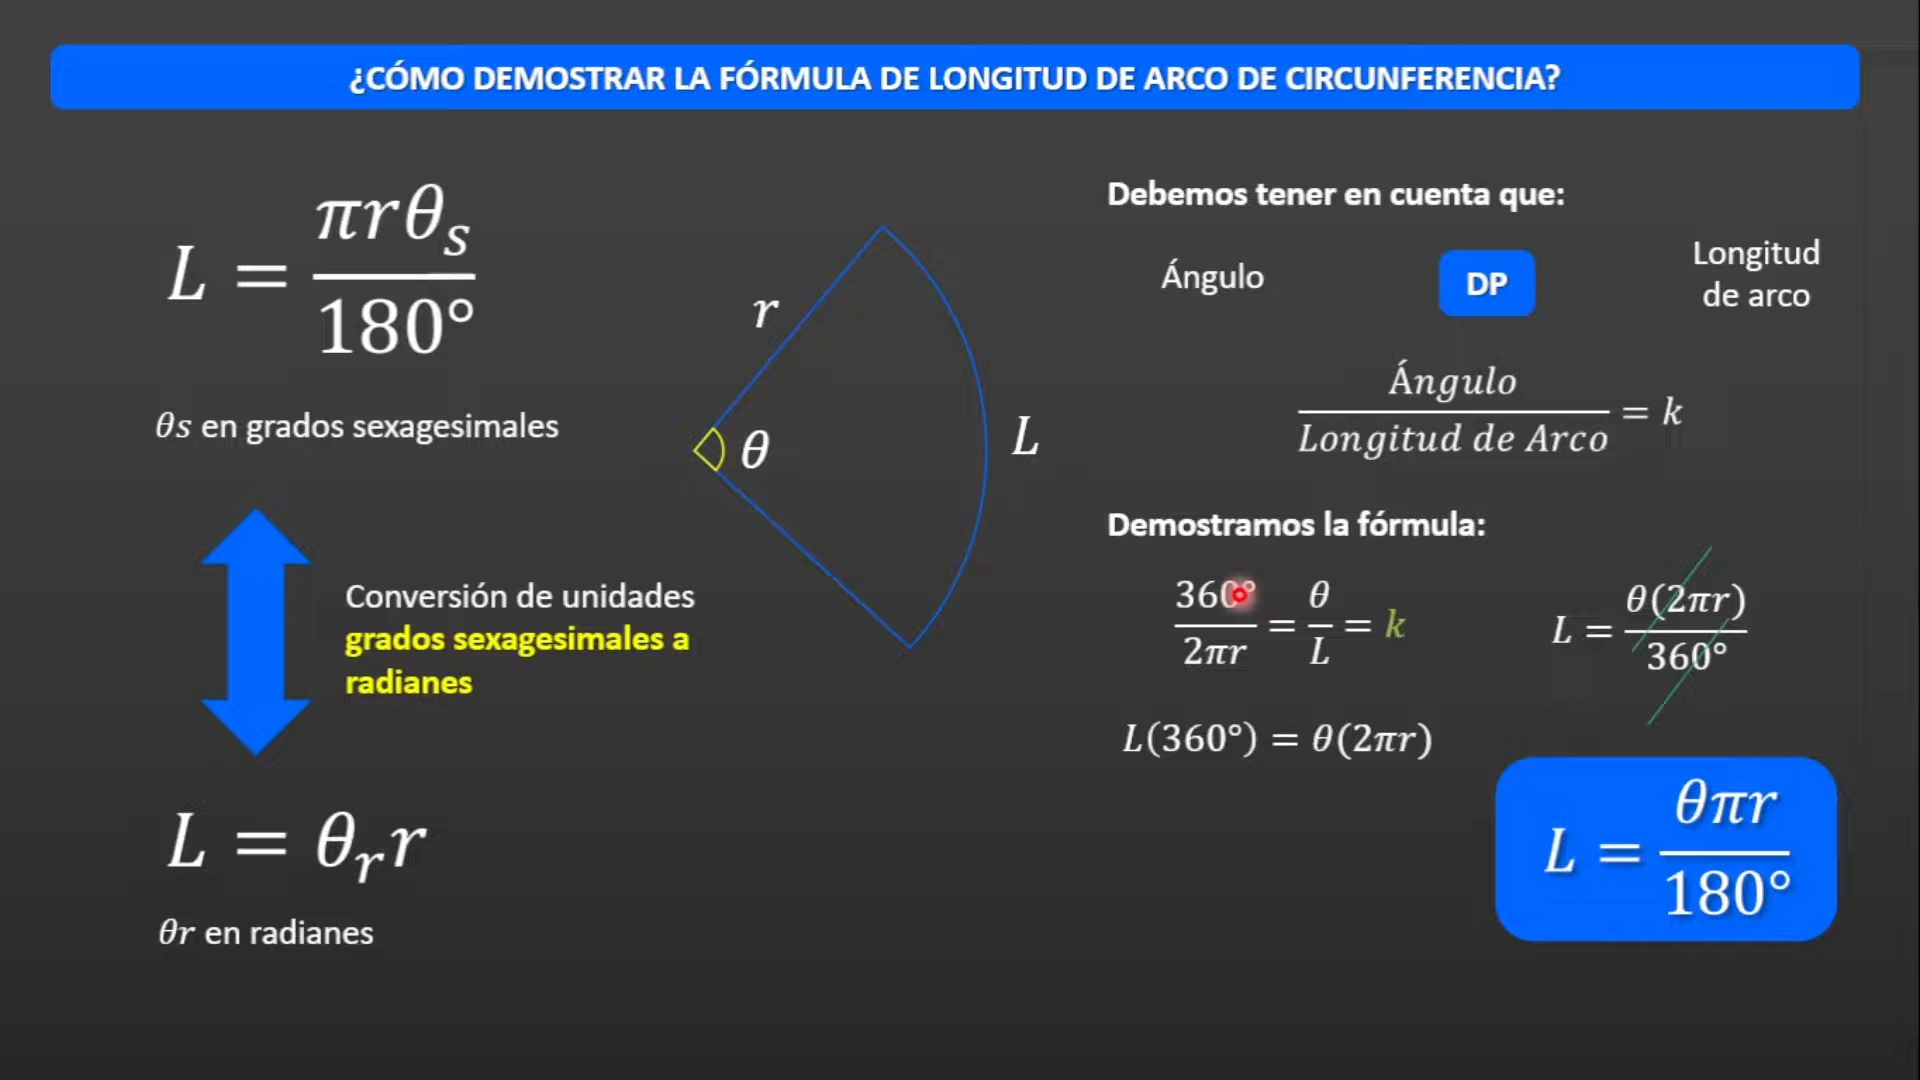 ¿CÓMO DEMOSTRAR LA FÓRMULA DE LONGITUD DE ARCO DE CIRCUNFERENCIA?
L = πrθₛ / 180°
θs en grados sexagesimales
Conversión de unidades
grados sexagesimales a
radianes
L = θᵣr
θr en radianes
r
θ
L
Debemos tener en cuenta que:
Ángulo
DP
Longitud
de arco
Ángulo / Longitud de Arco = k
Demostramos la fórmula:
360° / 2πr = θ / L = k
L(360°) = θ(2πr)
L = θ(2πr) / 360°
L = θπr / 180°